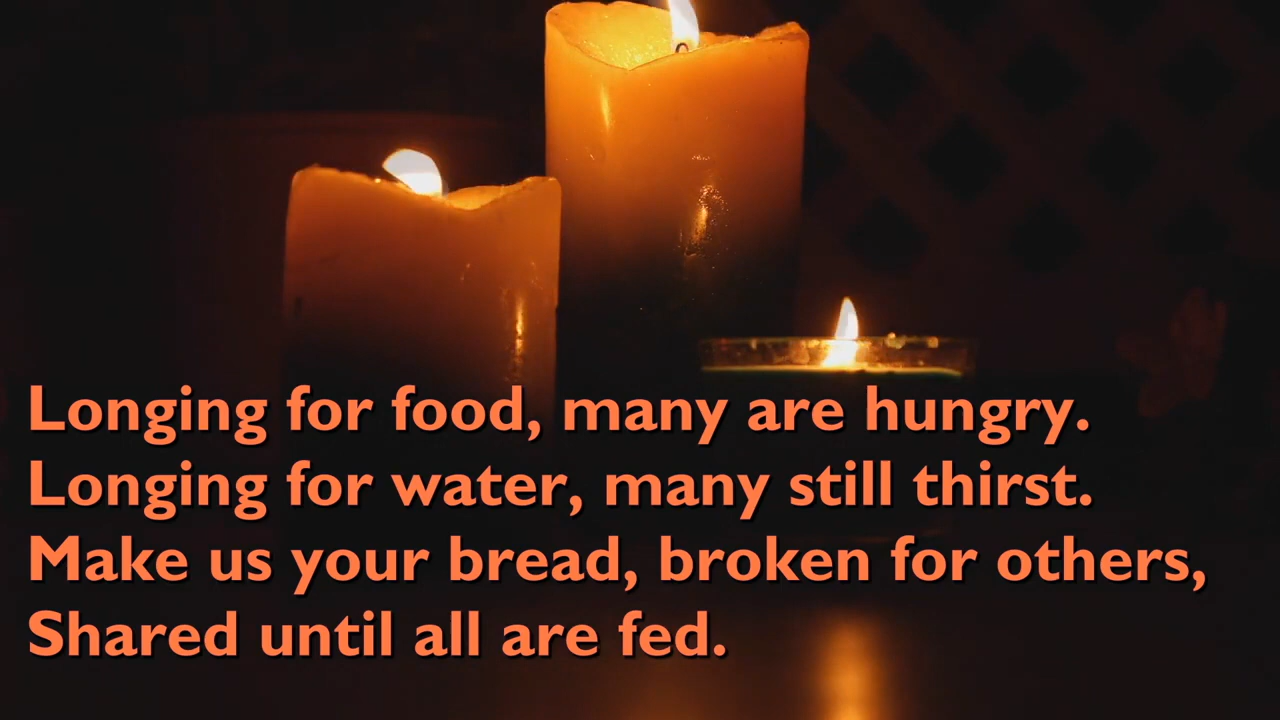 Longing for food, many are hungry.
Longing for water, many still thirst.
Make us your bread, broken for others,
Shared until all are fed.